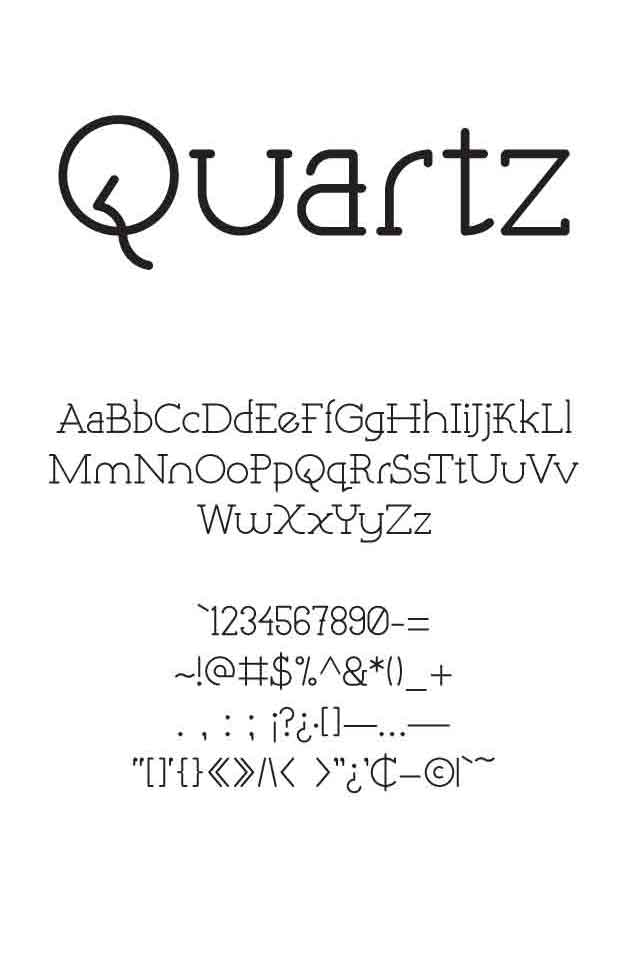 Quartz
AaBbCcDdEeFfGgHhIiJjKkLl
MmNnOoPpQqRrSsTtUuVv
WwXxYyZz
`1234567890-=
~!@#$%^&*()_+
. , : ; ¡?¿·[]—…—
"[]'{}《》/\〈 〉"¿'₵–©|`~